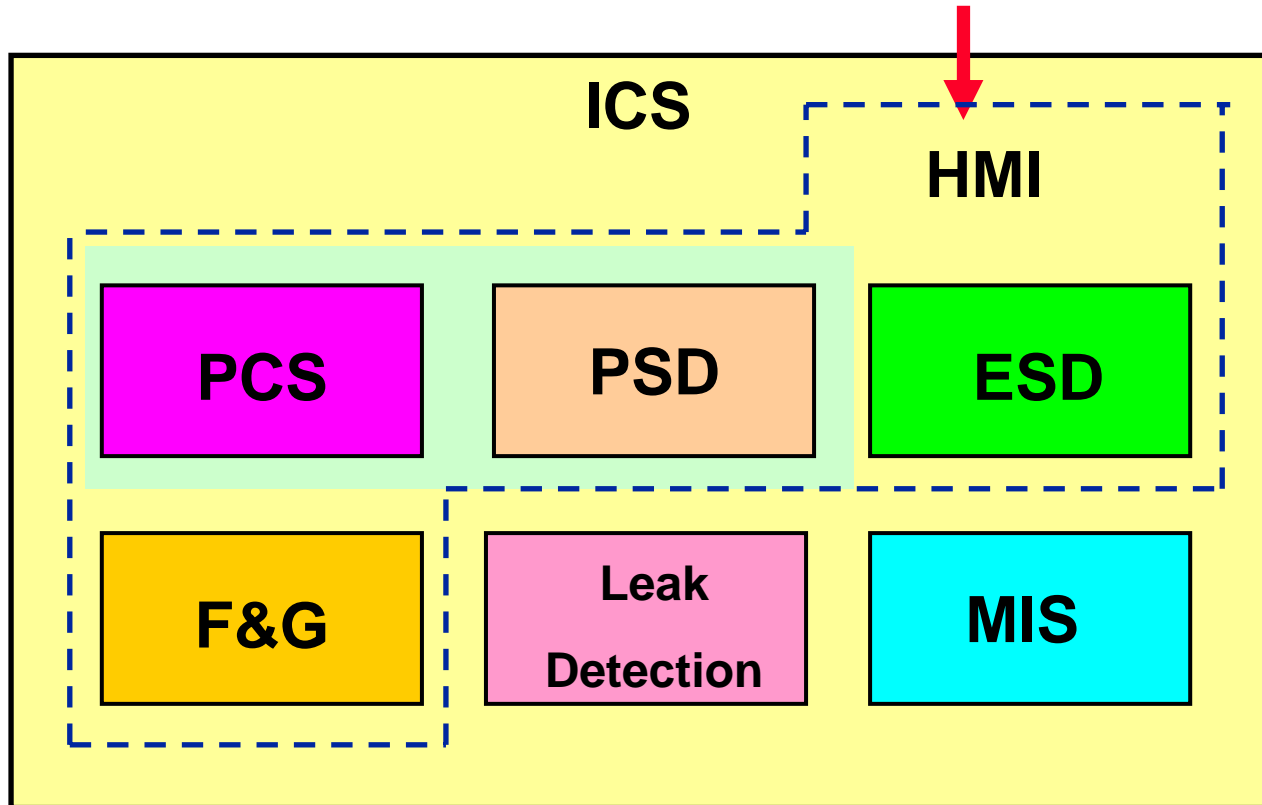 ICS
HMI
PCS
PSD
ESD
F&G
Leak
Detection
MIS